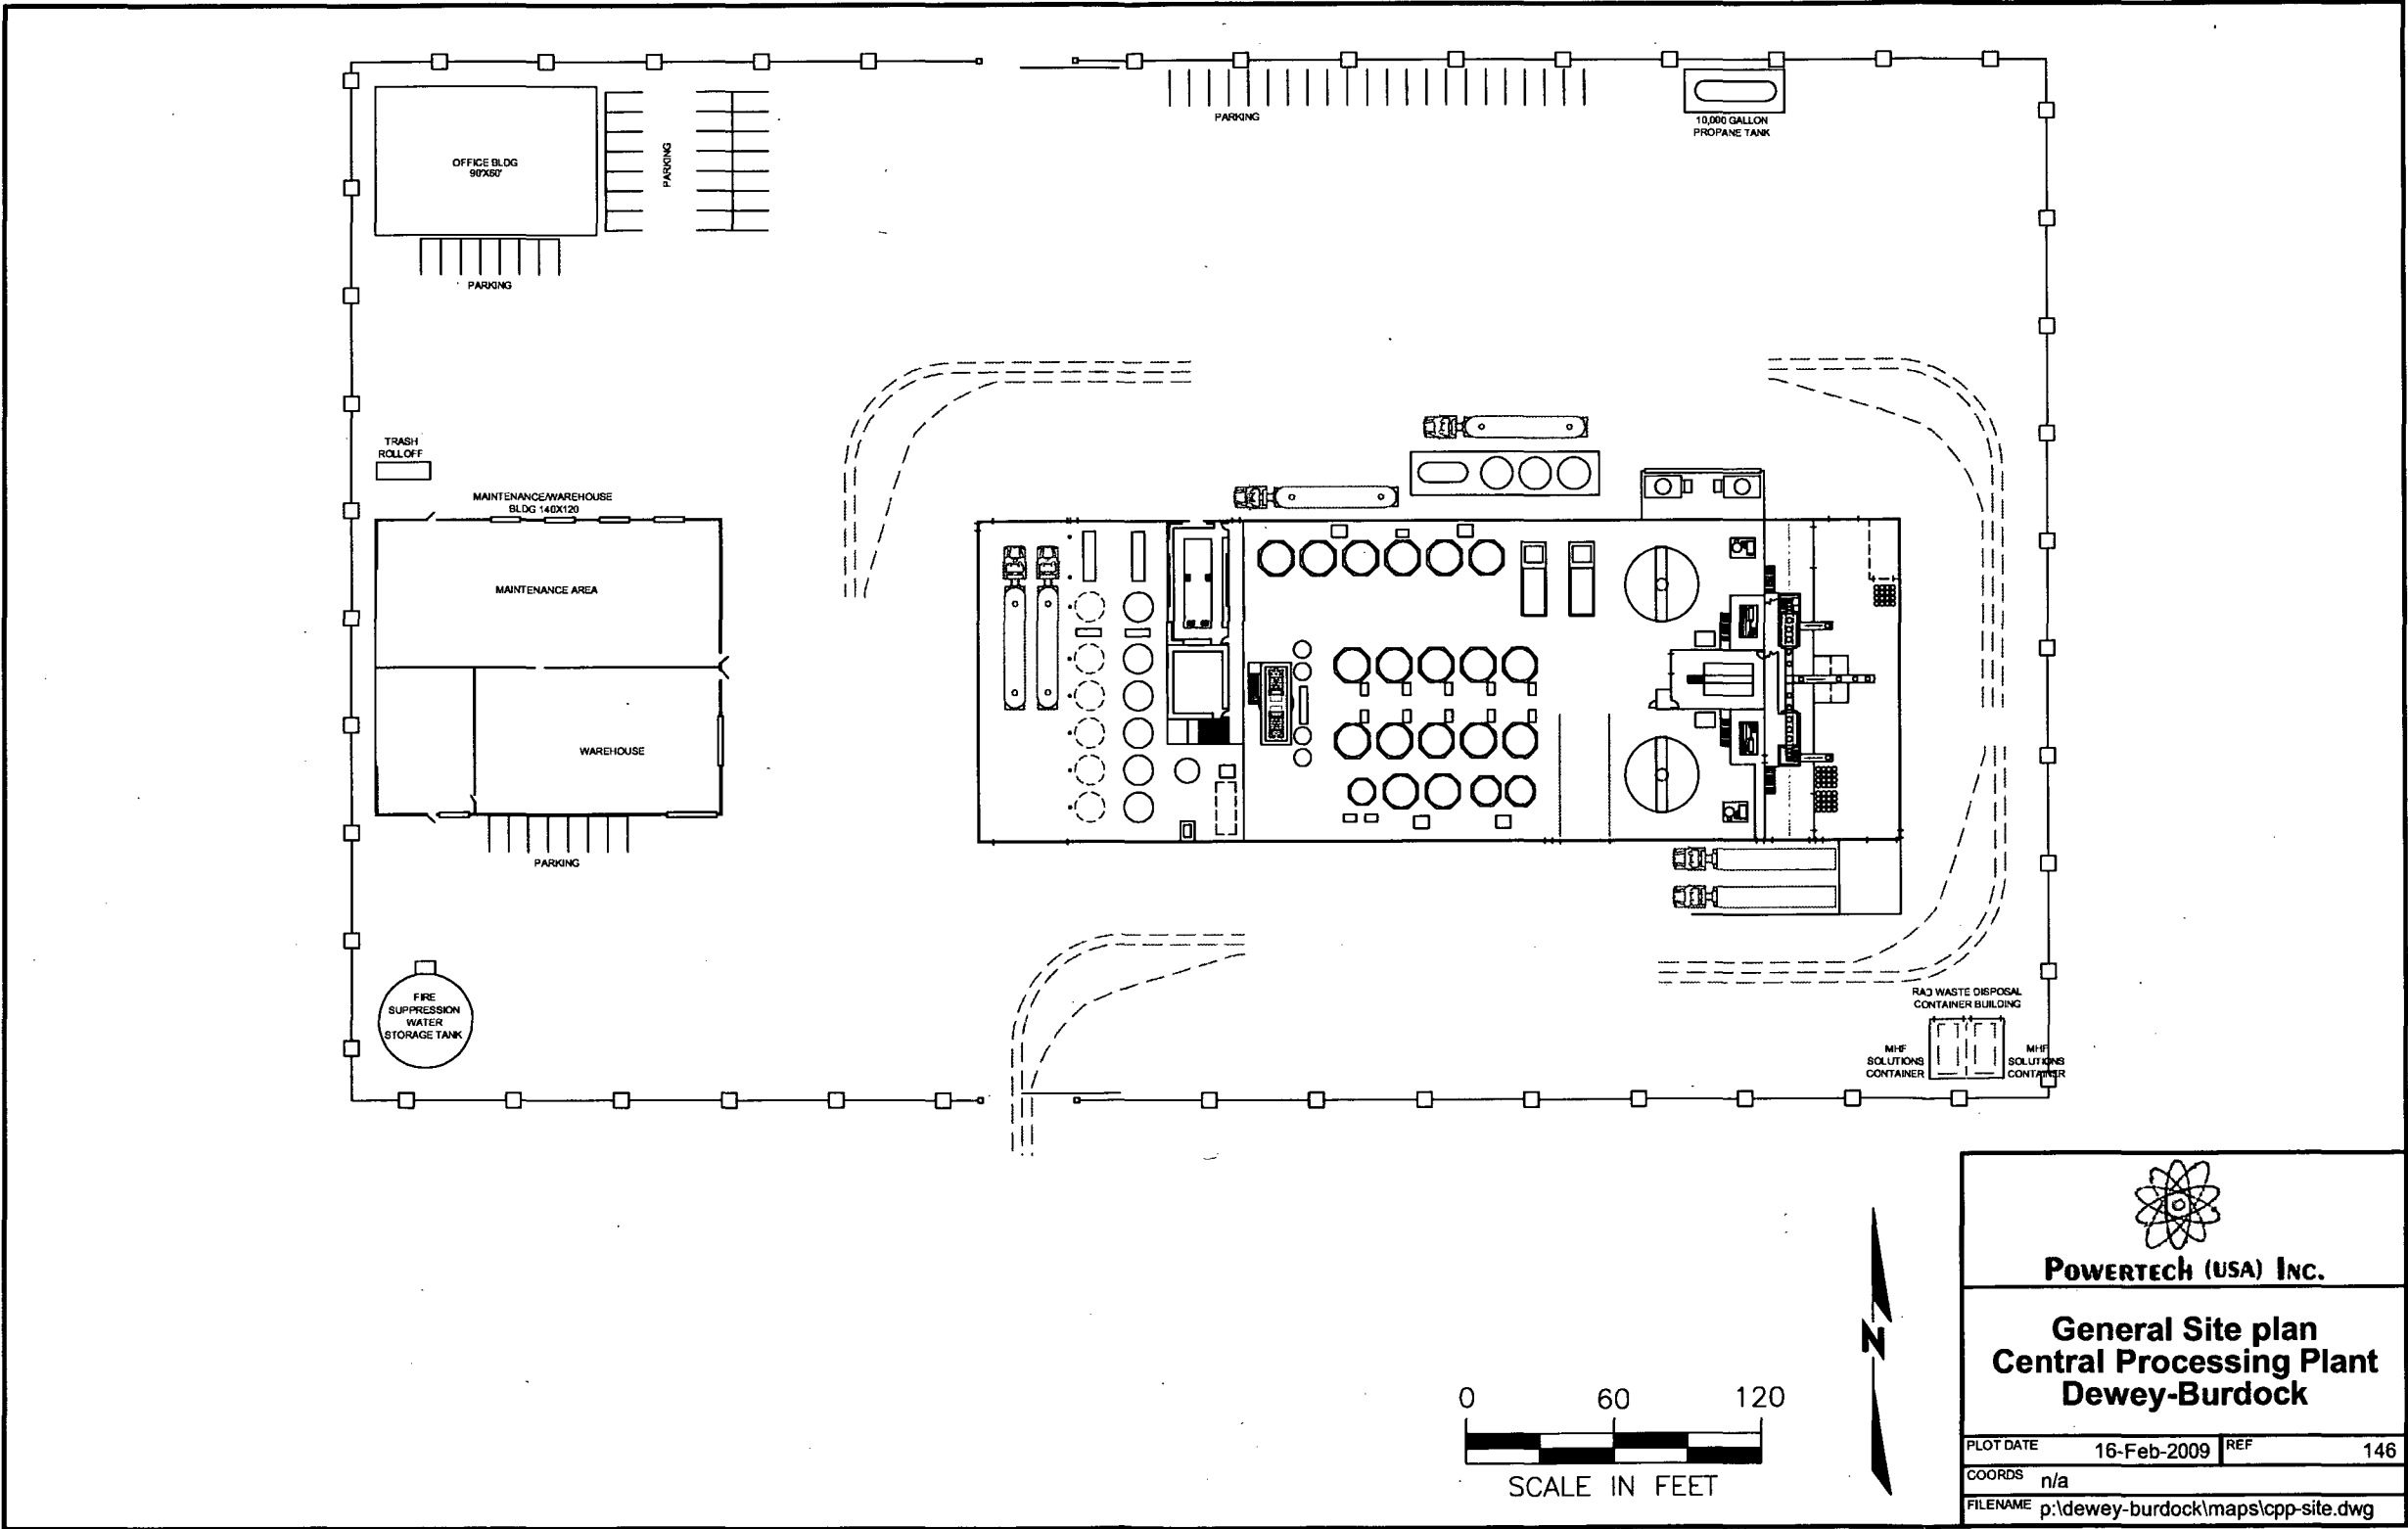 PARKING
10,000 GALLON
PROPANE TANK
OFFICE BLDG
90'X60'
PARKING
PARKING
TRASH
ROLL OFF
MAINTENANCE/WAREHOUSE
BLDG 140X120
MAINTENANCE AREA
WAREHOUSE
PARKING
FIRE
SUPPRESSION
WATER
STORAGE TANK
RAD WASTE DISPOSAL
CONTAINER BUILDING
MHF
SOLUTIONS
CONTAINER
MHF
SOLUTIONS
CONTAINER
N
0 60 120
SCALE IN FEET
POWERTECH (USA) INC.
General Site plan
Central Processing Plant
Dewey-Burdock
PLOT DATE 16-Feb-2009 REF 146
COORDS n/a
FILENAME p:\dewey-burdock\maps\cpp-site.dwg